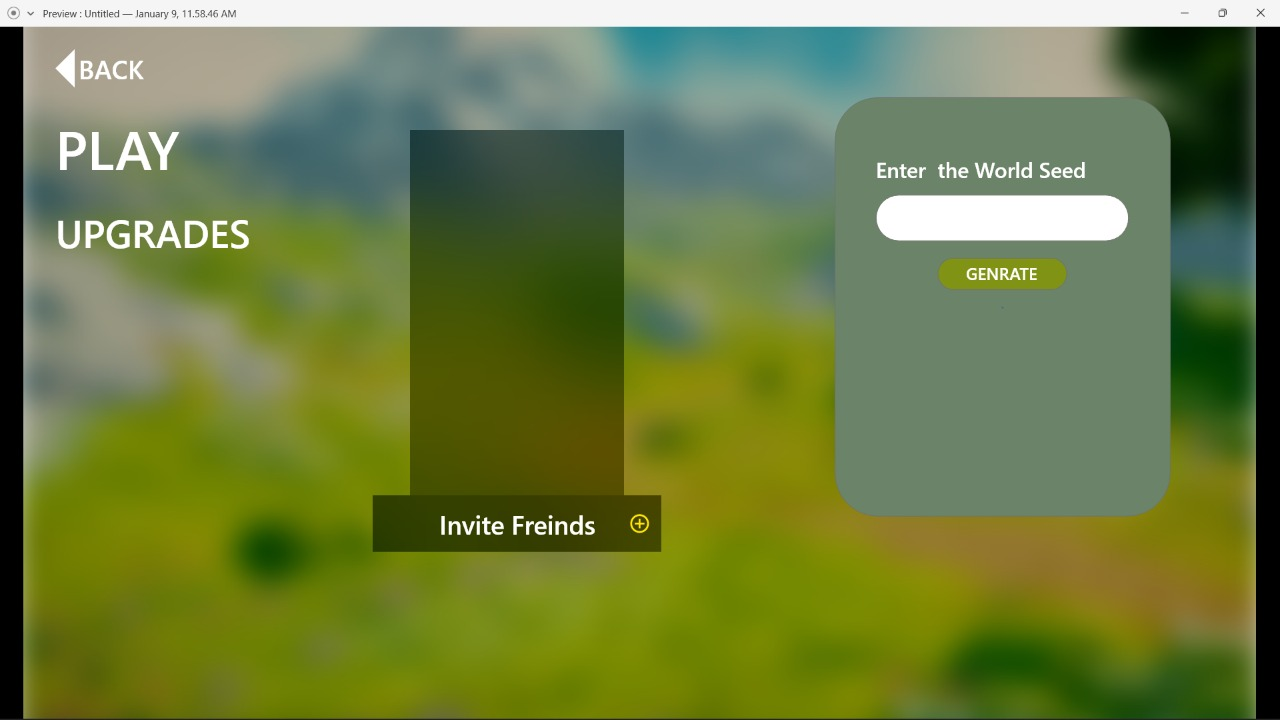 Preview : Untitled — January 9, 11.58.46 AM
BACK
PLAY
UPGRADES
Enter  the World Seed
GENRATE
Invite Freinds